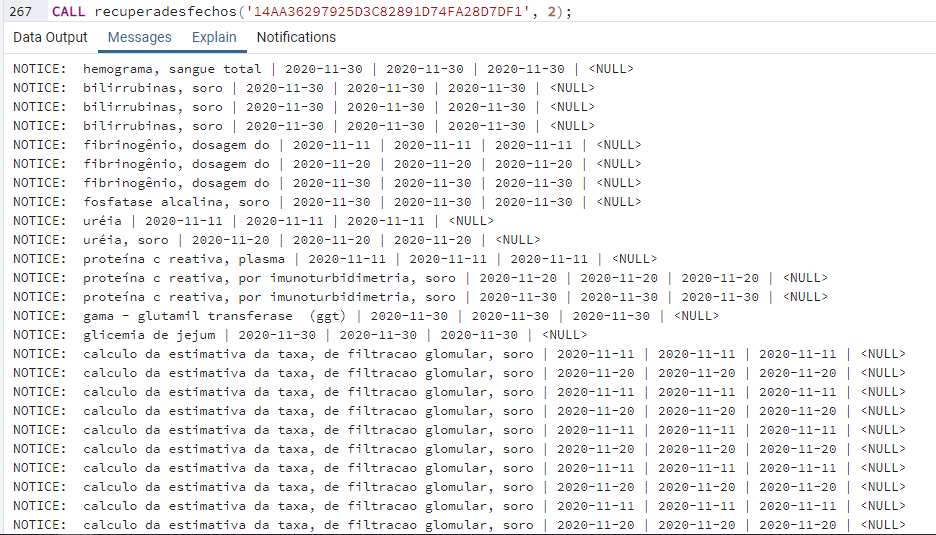 267 CALL recuperadesfechos('14AA36297925D3C82891D74FA28D7DF1', 2);
Data Output Messages Explain Notifications
NOTICE: hemograma, sangue total | 2020-11-30 | 2020-11-30 | 2020-11-30 | <NULL>
NOTICE: bilirrubinas, soro | 2020-11-30 | 2020-11-30 | 2020-11-30 | <NULL>
NOTICE: bilirrubinas, soro | 2020-11-30 | 2020-11-30 | 2020-11-30 | <NULL>
NOTICE: bilirrubinas, soro | 2020-11-30 | 2020-11-30 | 2020-11-30 | <NULL>
NOTICE: fibrinogênio, dosagem do | 2020-11-11 | 2020-11-11 | 2020-11-11 | <NULL>
NOTICE: fibrinogênio, dosagem do | 2020-11-20 | 2020-11-20 | 2020-11-20 | <NULL>
NOTICE: fibrinogênio, dosagem do | 2020-11-30 | 2020-11-30 | 2020-11-30 | <NULL>
NOTICE: fosfatase alcalina, soro | 2020-11-30 | 2020-11-30 | 2020-11-30 | <NULL>
NOTICE: uréia | 2020-11-11 | 2020-11-11 | 2020-11-11 | <NULL>
NOTICE: uréia, soro | 2020-11-20 | 2020-11-20 | 2020-11-20 | <NULL>
NOTICE: proteína c reativa, plasma | 2020-11-11 | 2020-11-11 | 2020-11-11 | <NULL>
NOTICE: proteína c reativa, por imunoturbidimetria, soro | 2020-11-20 | 2020-11-20 | 2020-11-20 | <NULL>
NOTICE: proteína c reativa, por imunoturbidimetria, soro | 2020-11-30 | 2020-11-30 | 2020-11-30 | <NULL>
NOTICE: gama - glutamil transferase (ggt) | 2020-11-30 | 2020-11-30 | 2020-11-30 | <NULL>
NOTICE: glicemia de jejum | 2020-11-30 | 2020-11-30 | 2020-11-30 | <NULL>
NOTICE: calculo da estimativa da taxa, de filtracao glomular, soro | 2020-11-11 | 2020-11-11 | 2020-11-11 | <NULL>
NOTICE: calculo da estimativa da taxa, de filtracao glomular, soro | 2020-11-20 | 2020-11-20 | 2020-11-20 | <NULL>
NOTICE: calculo da estimativa da taxa, de filtracao glomular, soro | 2020-11-11 | 2020-11-11 | 2020-11-11 | <NULL>
NOTICE: calculo da estimativa da taxa, de filtracao glomular, soro | 2020-11-20 | 2020-11-20 | 2020-11-20 | <NULL>
NOTICE: calculo da estimativa da taxa, de filtracao glomular, soro | 2020-11-11 | 2020-11-11 | 2020-11-11 | <NULL>
NOTICE: calculo da estimativa da taxa, de filtracao glomular, soro | 2020-11-20 | 2020-11-20 | 2020-11-20 | <NULL>
NOTICE: calculo da estimativa da taxa, de filtracao glomular, soro | 2020-11-11 | 2020-11-11 | 2020-11-11 | <NULL>
NOTICE: calculo da estimativa da taxa, de filtracao glomular, soro | 2020-11-20 | 2020-11-20 | 2020-11-20 | <NULL>
NOTICE: calculo da estimativa da taxa, de filtracao glomular, soro | 2020-11-11 | 2020-11-11 | 2020-11-11 | <NULL>
NOTICE: calculo da estimativa da taxa, de filtracao glomular, soro | 2020-11-20 | 2020-11-20 | 2020-11-20 | <NULL>